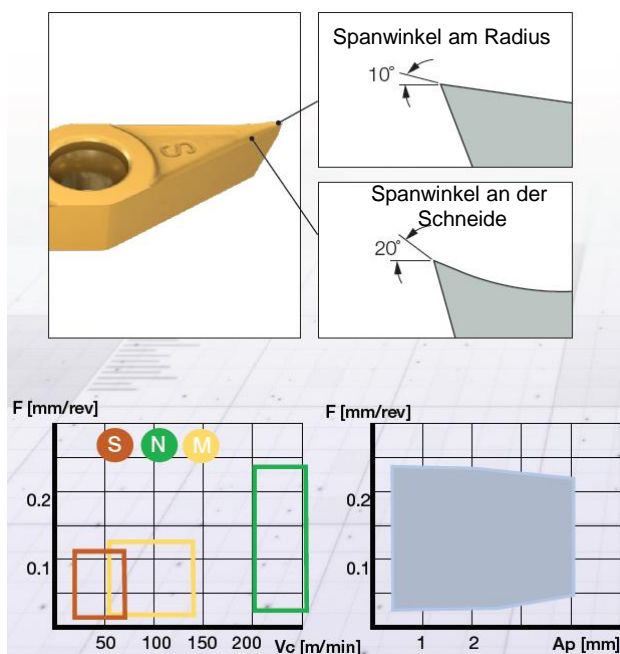 Spanwinkel am Radius
10°
S
Spanwinkel an der
Schneide
20°
F [mm/rev]
S N M
0.2
0.1
50 100 150 200 Vc [m/min]
F [mm/rev]
0.2
0.1
1 2 Ap [mm]